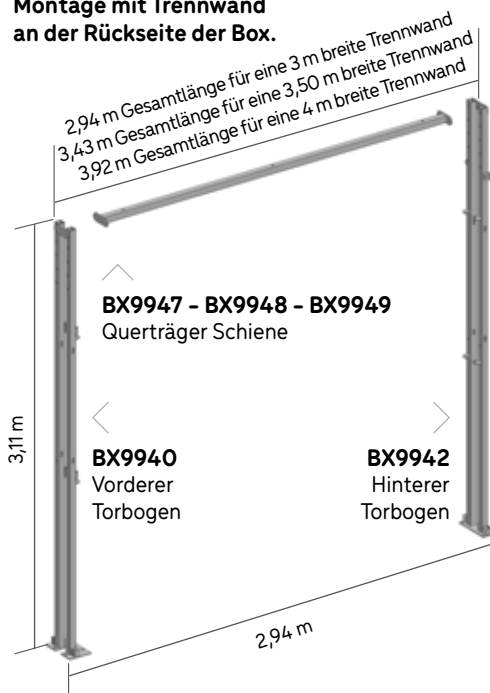 Montage mit Trennwand
an der Rückseite der Box.
2,94 m Gesamtlänge für eine 3 m breite Trennwand
3,43 m Gesamtlänge für eine 3,50 m breite Trennwand
3,92 m Gesamtlänge für eine 4 m breite Trennwand
BX9947 - BX9948 - BX9949
Querträger Schiene
3,11 m
BX9940
Vorderer
Torbogen
BX9942
Hinterer
Torbogen
2,94 m